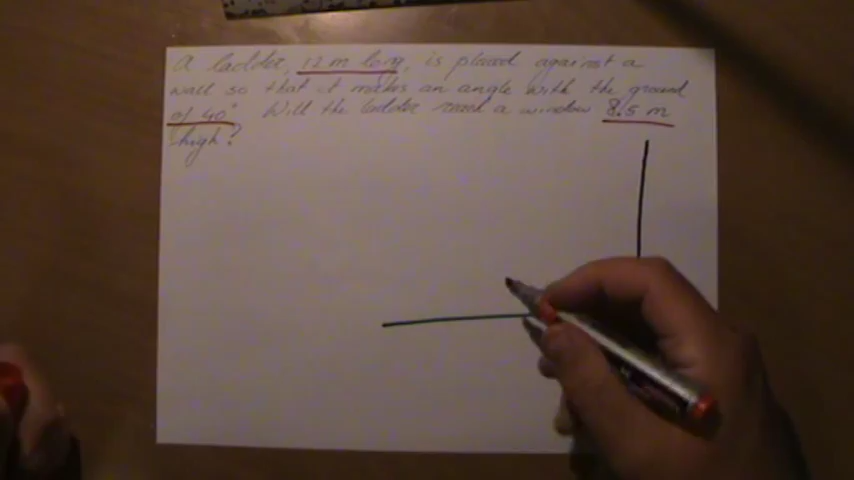 A ladder, 12 m long, is placed against a
wall so that it makes an angle with the ground
of 40° Will the ladder reach a window 8.5 m
high?